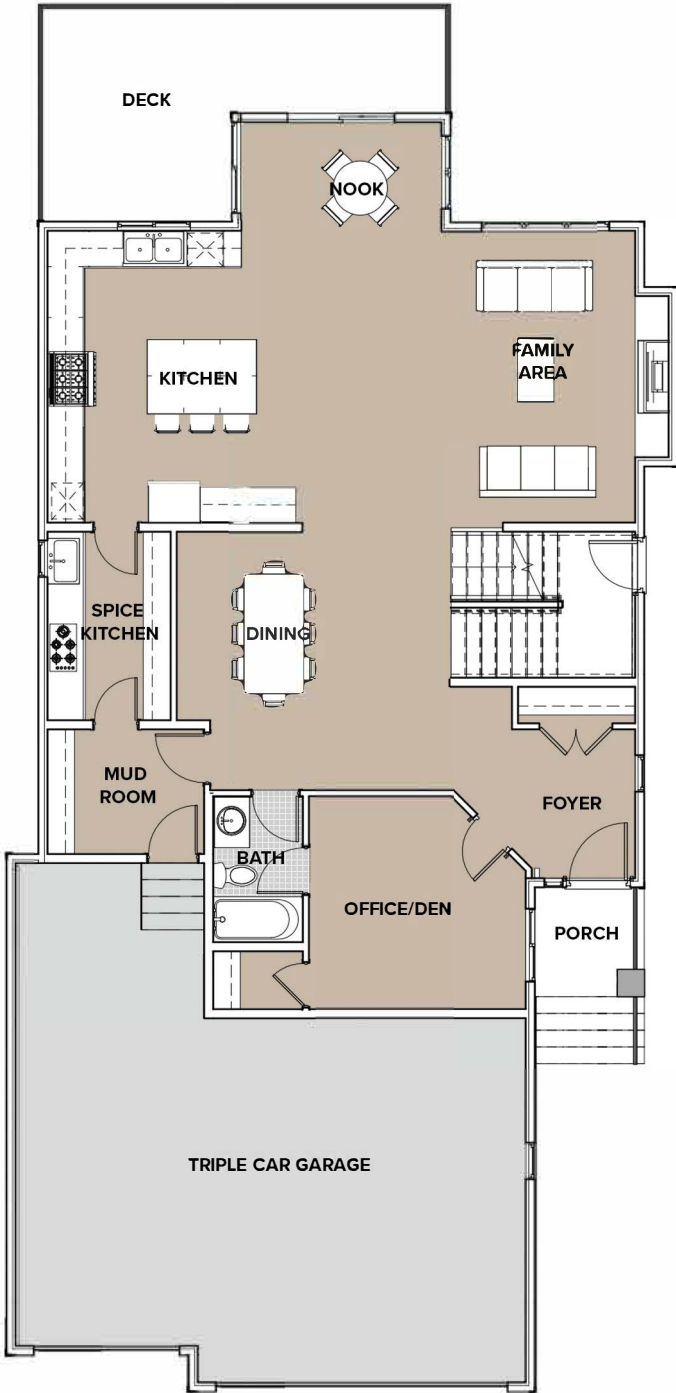 DECK
NOOK
FAMILY
AREA
KITCHEN
SPICE
KITCHEN
DINING
MUD
ROOM
FOYER
BATH
OFFICE/DEN
PORCH
TRIPLE CAR GARAGE